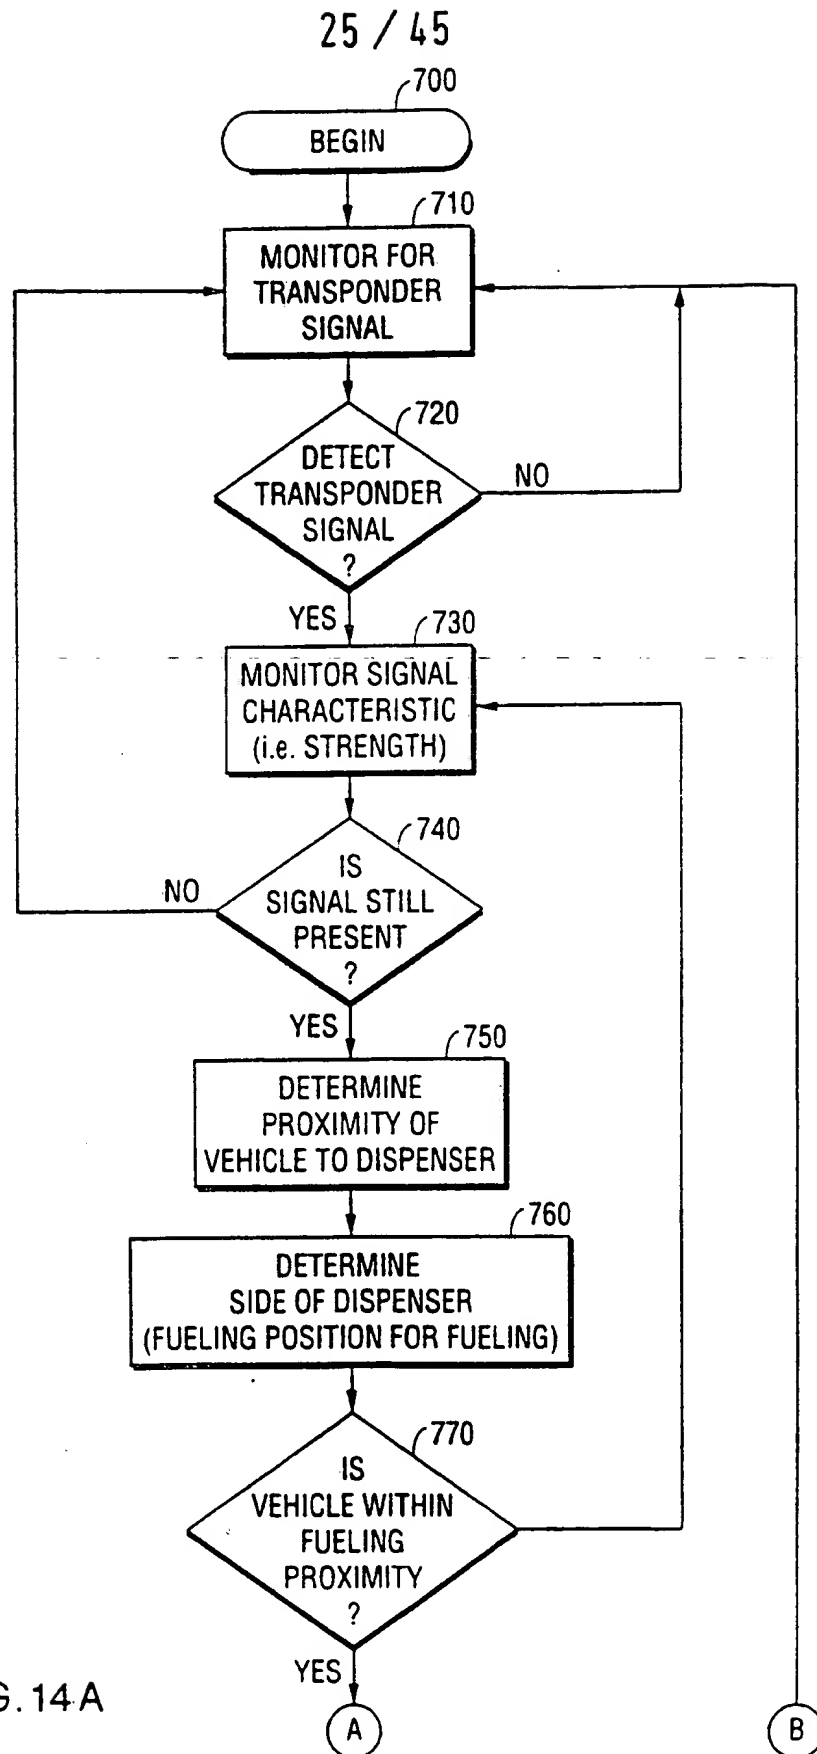 25 / 45
700
BEGIN
710
MONITOR FOR
TRANSPONDER
SIGNAL
720
DETECT
TRANSPONDER
SIGNAL
?
NO
YES
730
MONITOR SIGNAL
CHARACTERISTIC
(i.e. STRENGTH)
740
IS
SIGNAL STILL
PRESENT
?
NO
YES
750
DETERMINE
PROXIMITY OF
VEHICLE TO DISPENSER
760
DETERMINE
SIDE OF DISPENSER
(FUELING POSITION FOR FUELING)
770
IS
VEHICLE WITHIN
FUELING
PROXIMITY
?
YES
G. 14A
A
B